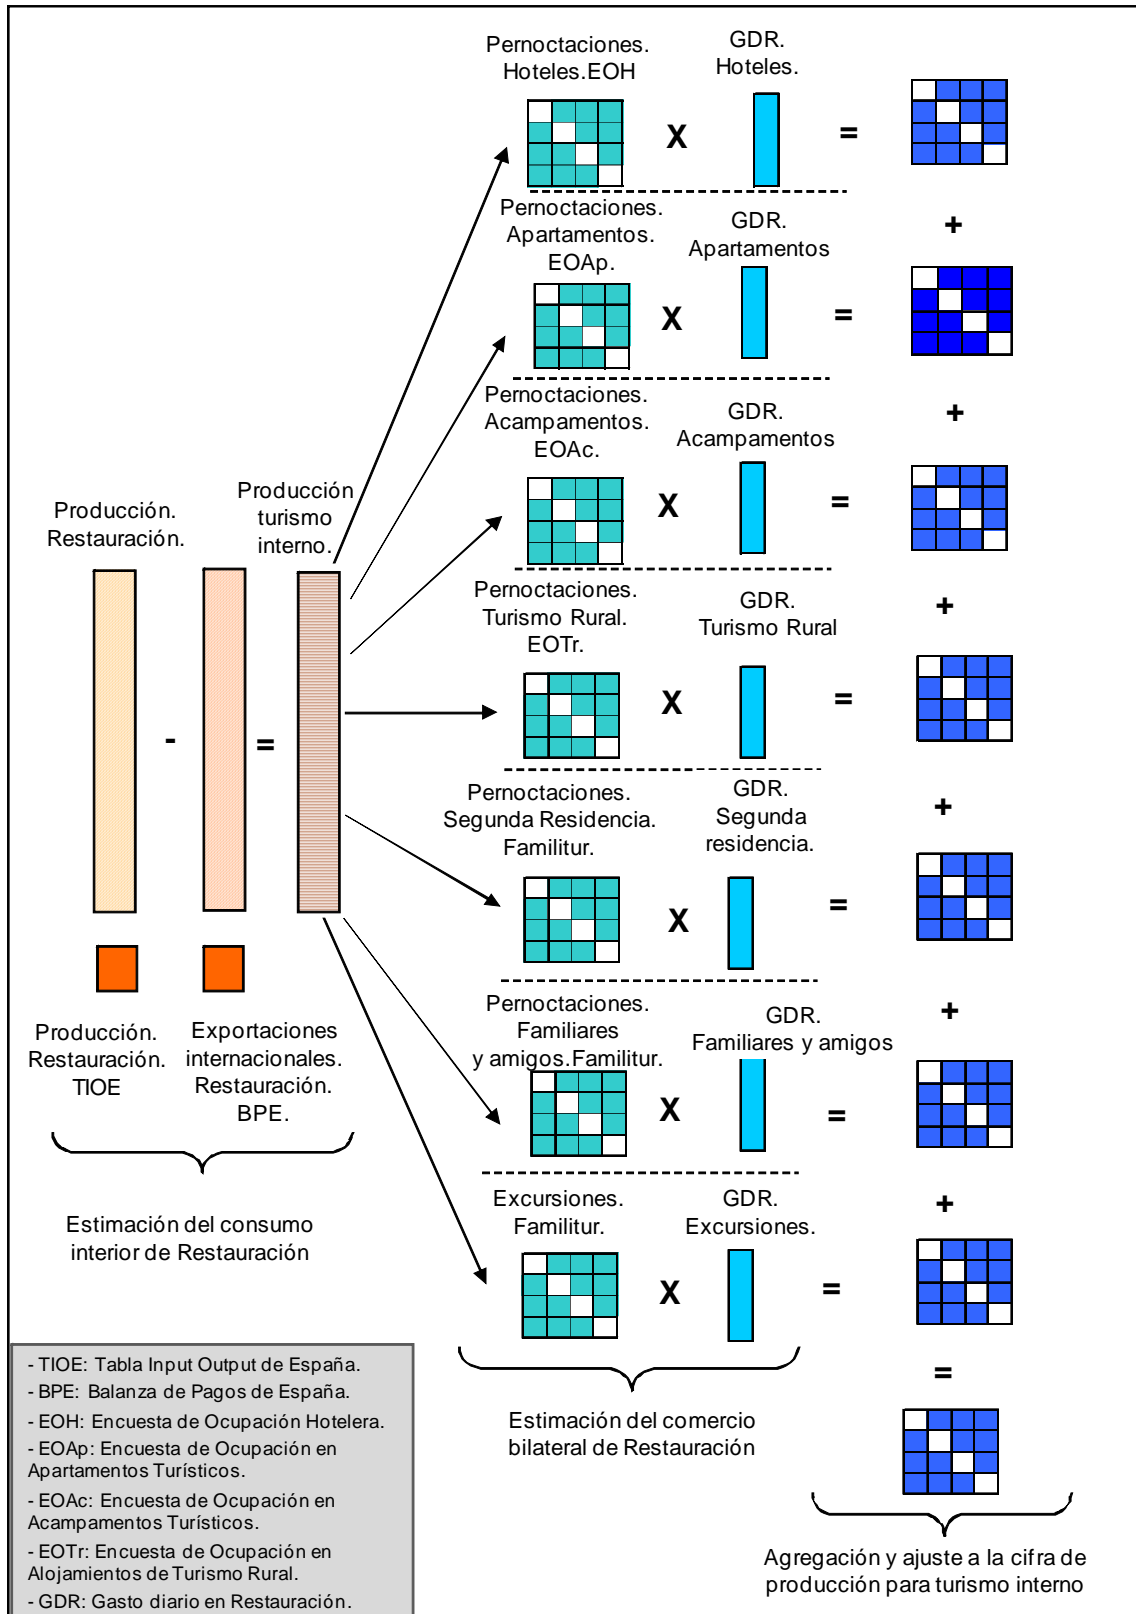 Pernoctaciones.
Hoteles.EOH
GDR.
Hoteles.
X
=
+
Pernoctaciones.
Apartamentos.
EOAp.
GDR.
Apartamentos
X
=
+
Pernoctaciones.
Acampamentos.
EOAc.
GDR.
Acampamentos
X
=
+
Producción.
Restauración.
Producción
turismo
interno.
-
=
Pernoctaciones.
Turismo Rural.
EOTr.
GDR.
Turismo Rural
X
=
+
Pernoctaciones.
Segunda Residencia.
Familitur.
GDR.
Segunda
residencia.
X
=
+
Pernoctaciones.
Familiares
y amigos.Familitur.
GDR.
Familiares y amigos
X
=
+
Excursiones.
Familitur.
GDR.
Excursiones.
X
=
=
Producción.
Restauración.
TIOE
Exportaciones
internacionales.
Restauración.
BPE.
Estimación del consumo
interior de Restauración
Estimación del comercio
bilateral de Restauración
Agregación y ajuste a la cifra de
producción para turismo interno
- TIOE: Tabla Input Output de España.
- BPE: Balanza de Pagos de España.
- EOH: Encuesta de Ocupación Hotelera.
- EOAp: Encuesta de Ocupación en
Apartamentos Turísticos.
- EOAc: Encuesta de Ocupación en
Acampamentos Turísticos.
- EOTr: Encuesta de Ocupación en
Alojamientos de Turismo Rural.
- GDR: Gasto diario en Restauración.